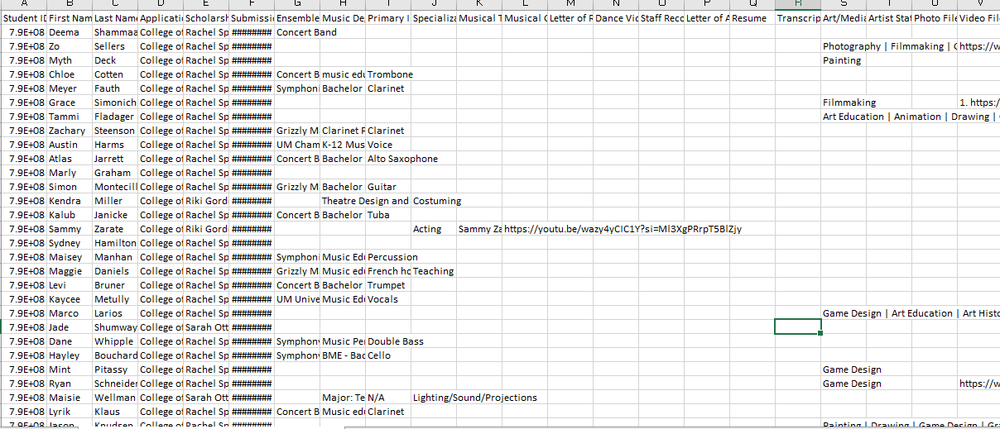 A B C D E F G H I J K L M N O P Q R S T U V
Student ID First Nam Last Name Applicati Scholarsh Submissi Ensemble Music De Primary I Specializa Musical T Musical C Letter of R Dance Vic Staff Reco Letter of A Resume Transcrip Art/Media Artist Stat Photo File Video File
7.9E+08 Deema Shammaa College of Rachel Sp ######## Concert Band
7.9E+08 Zo Sellers College of Rachel Sp ######## Photography | Filmmaking | https://w
7.9E+08 Myth Deck College of Rachel Sp ######## Painting
7.9E+08 Chloe Cotten College of Rachel Sp ######## Concert B music edu Trombone
7.9E+08 Meyer Fauth College of Rachel Sp ######## Symphoni Bachelor Clarinet
7.9E+08 Grace Simonich College of Rachel Sp ######## Filmmaking 1. https:/
7.9E+08 Tammi Fladager College of Rachel Sp ######## Art Education | Animation | Drawing |
7.9E+08 Zachary Steenson College of Rachel Sp ######## Grizzly M Clarinet P Clarinet
7.9E+08 Austin Harms College of Rachel Sp ######## UM Cham K-12 Mus Voice
7.9E+08 Atlas Jarrett College of Rachel Sp ######## Concert B Bachelor Alto Saxophone
7.9E+08 Marly Graham College of Rachel Sp ########
7.9E+08 Simon Montecill College of Rachel Sp ######## Grizzly M Bachelor Guitar
7.9E+08 Kendra Miller College of Riki Gord ######## Theatre Design and Costuming
7.9E+08 Kalub Janicke College of Rachel Sp ######## Concert B Bachelor Tuba
7.9E+08 Sammy Zarate College of Riki Gord ######## Acting Sammy Za https://youtu.be/wazy4yCIC1Y?si=Ml3XgPRrpT5BlZjy
7.9E+08 Sydney Hamilton College of Rachel Sp ########
7.9E+08 Maisey Manhan College of Rachel Sp ######## Symphoni Music Edu Percussion
7.9E+08 Maggie Daniels College of Rachel Sp ######## Grizzly M Music edu French ho Teaching
7.9E+08 Levi Bruner College of Rachel Sp ######## Concert B Bachelor Trumpet
7.9E+08 Kaycee Metully College of Rachel Sp ######## UM Unive Music Edu Vocals
7.9E+08 Marco Larios College of Rachel Sp ######## Game Design | Art Education | Art Histo
7.9E+08 Jade Shumway College of Sarah Ott ########
7.9E+08 Dane Whipple College of Rachel Sp ######## Symphony Music Per Double Bass
7.9E+08 Hayley Bouchard College of Rachel Sp ######## Symphony BME - Bac Cello
7.9E+08 Mint Pitassy College of Rachel Sp ######## Game Design
7.9E+08 Ryan Schneider College of Rachel Sp ######## Game Design https://w
7.9E+08 Maisie Wellman College of Sarah Ott ######## Major: Te N/A Lighting/Sound/Projections
7.9E+08 Lyrik Klaus College of Rachel Sp ######## Concert B Music edu Clarinet
7.9E+08 Jason Knudsen College of Rachel Sp ######## Painting | Drawing | Game Design | Gra